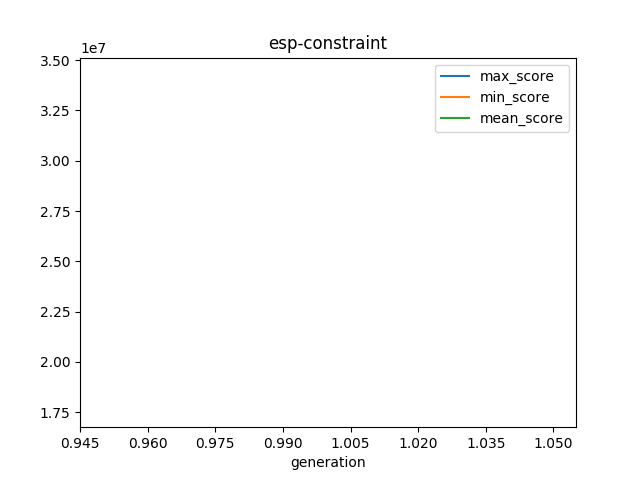 esp-constraint
1e7
3.50
3.25
3.00
2.75
2.50
2.25
2.00
1.75
max_score
min_score
mean_score
0.945 0.960 0.975 0.990 1.005 1.020 1.035 1.050
generation